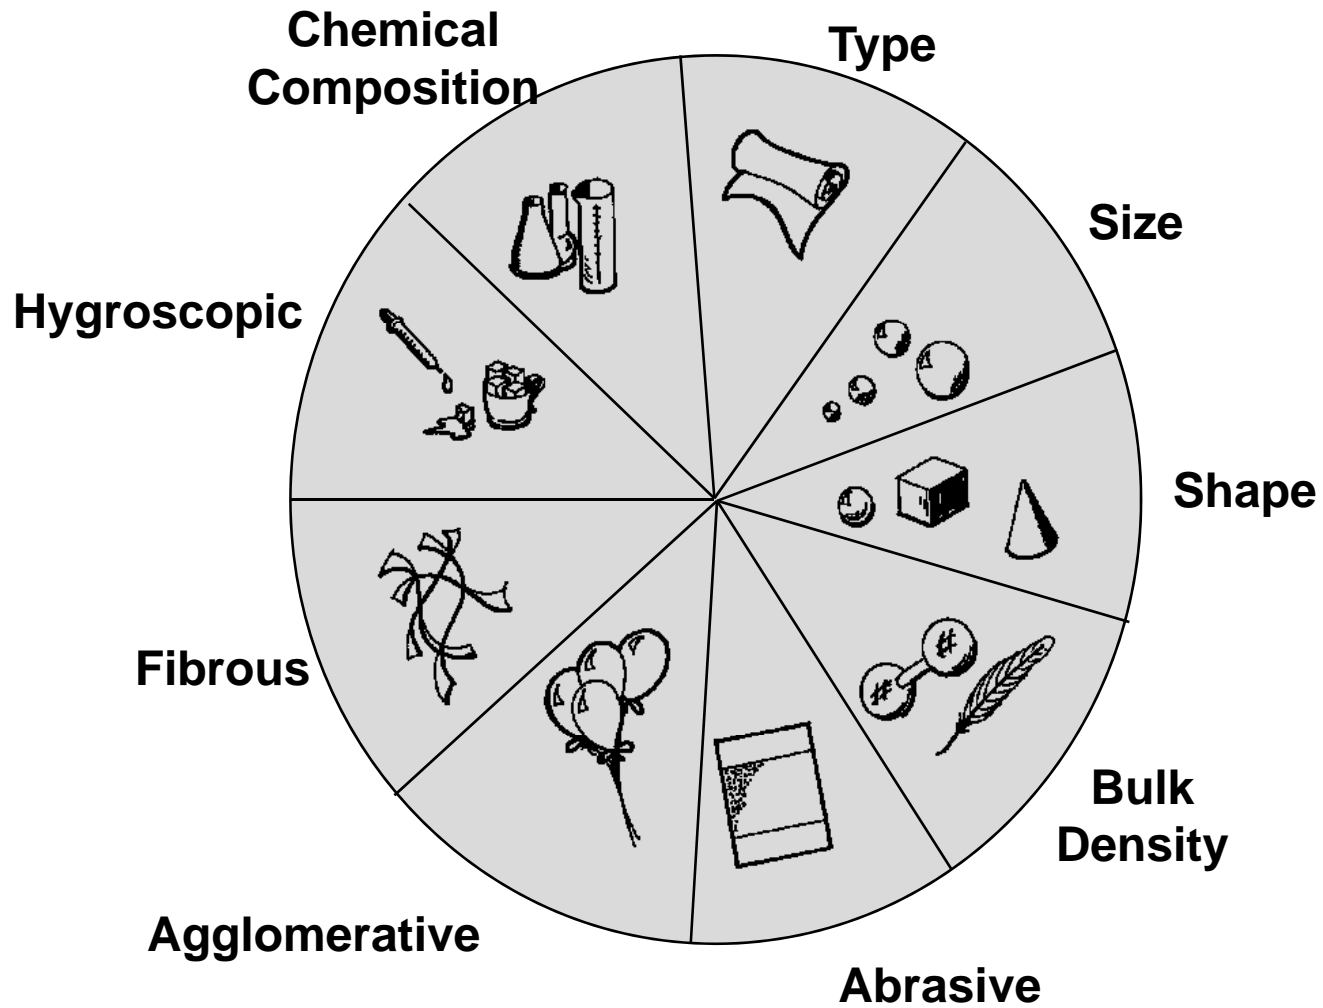 Chemical
Composition
Type
Size
Hygroscopic
Shape
Fibrous
Bulk
Density
Agglomerative
Abrasive